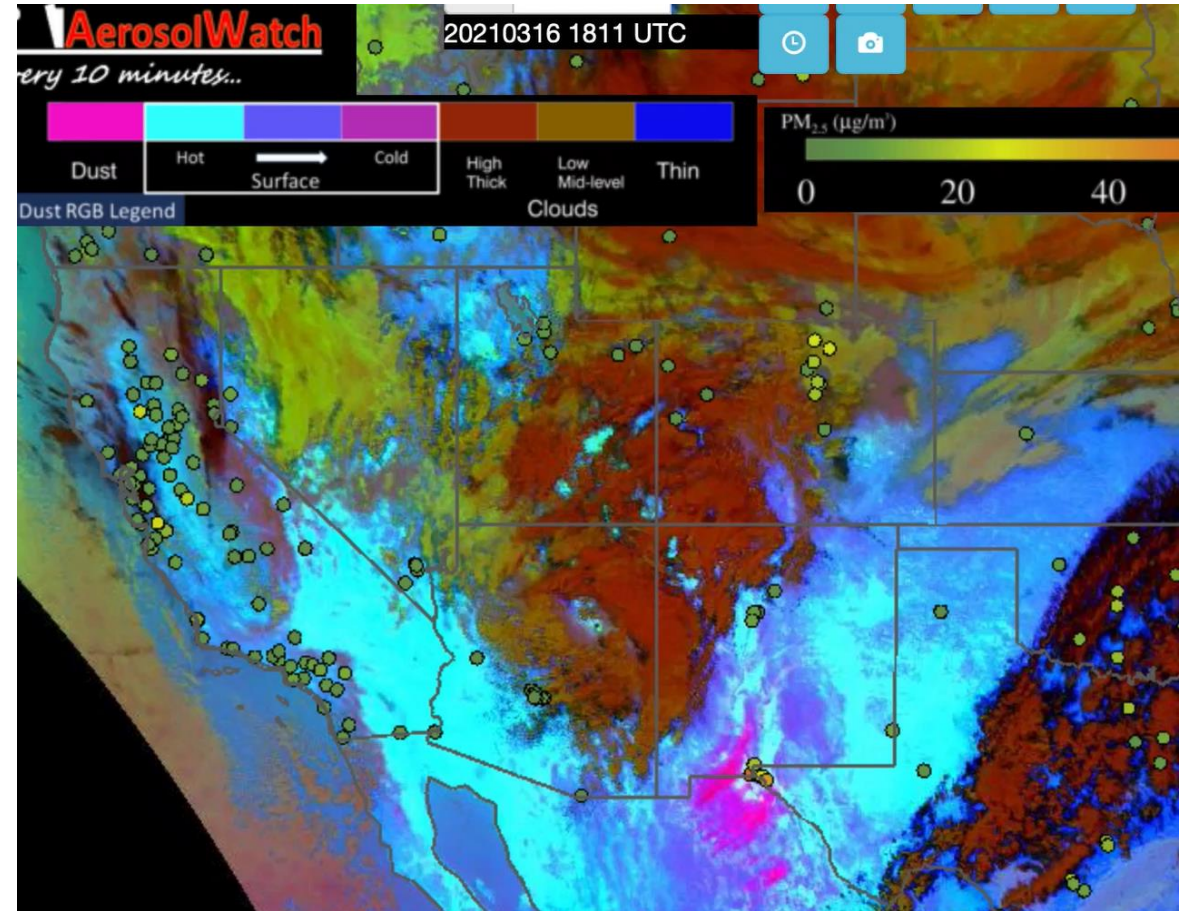 AerosolWatch
20210316 1811 UTC
ery 10 minutes...
PM2.5 (µg/m³)
Hot
Cold
Dust
Surface
High
Thick
Low
Mid-level
Thin
0 20 40
Dust RGB Legend
Clouds